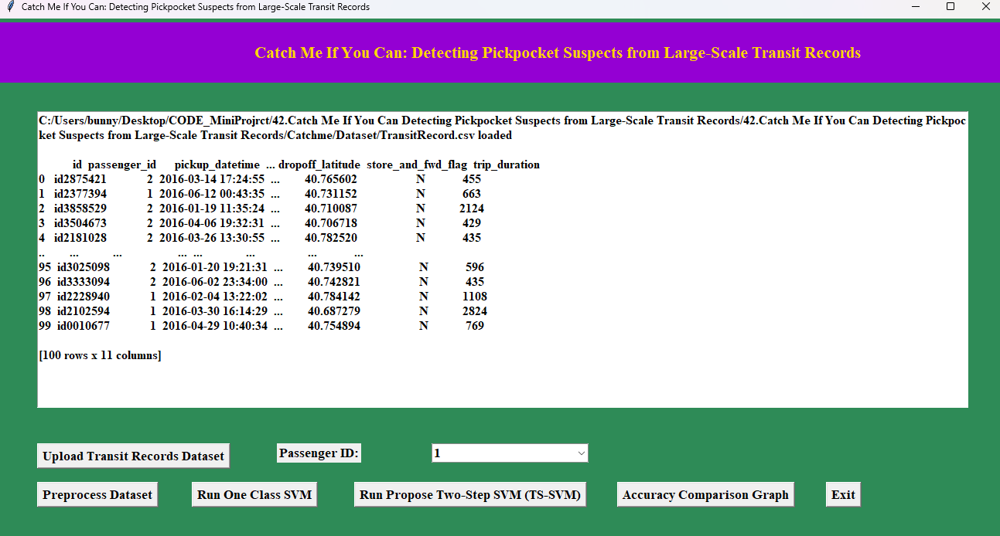 Catch Me If You Can: Detecting Pickpocket Suspects from Large-Scale Transit Records
Catch Me If You Can: Detecting Pickpocket Suspects from Large-Scale Transit Records
C:/Users/bunny/Desktop/CODE_MiniProjrct/42.Catch Me If You Can Detecting Pickpocket Suspects from Large-Scale Transit Records/42.Catch Me If You Can Detecting Pickpoc
ket Suspects from Large-Scale Transit Records/Catchme/Dataset/TransitRecord.csv loaded
id passenger_id pickup_datetime ... dropoff_latitude store_and_fwd_flag trip_duration
0 id2875421 2 2016-03-14 17:24:55 ... 40.765602 N 455
1 id2377394 1 2016-06-12 00:43:35 ... 40.731152 N 663
2 id3858529 2 2016-01-19 11:35:24 ... 40.710087 N 2124
3 id3504673 2 2016-04-06 19:32:31 ... 40.706718 N 429
4 id2181028 2 2016-03-26 13:30:55 ... 40.782520 N 435
.. ... ... ... ... ... ... ...
95 id3025098 2 2016-01-20 19:21:31 ... 40.739510 N 596
96 id3333094 2 2016-06-02 23:34:00 ... 40.742821 N 435
97 id2228940 1 2016-02-04 13:22:02 ... 40.784142 N 1108
98 id2102594 1 2016-03-30 16:14:29 ... 40.687279 N 2824
99 id0010677 1 2016-04-29 10:40:34 ... 40.754894 N 769
[100 rows x 11 columns]
Upload Transit Records Dataset Passenger ID: 1
Preprocess Dataset Run One Class SVM Run Propose Two-Step SVM (TS-SVM) Accuracy Comparison Graph Exit